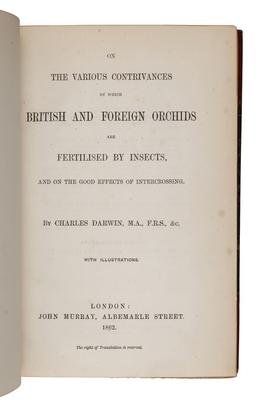 ON
THE VARIOUS CONTRIVANCES
BY WHICH
BRITISH AND FOREIGN ORCHIDS
ARE
FERTILISED BY INSECTS,
AND ON THE GOOD EFFECTS OF INTERCROSSING.
BY CHARLES DARWIN, M.A., F.R.S., &c.
WITH ILLUSTRATIONS.
LONDON:
JOHN MURRAY, ALBEMARLE STREET.
1862.
The right of Translation is reserved.